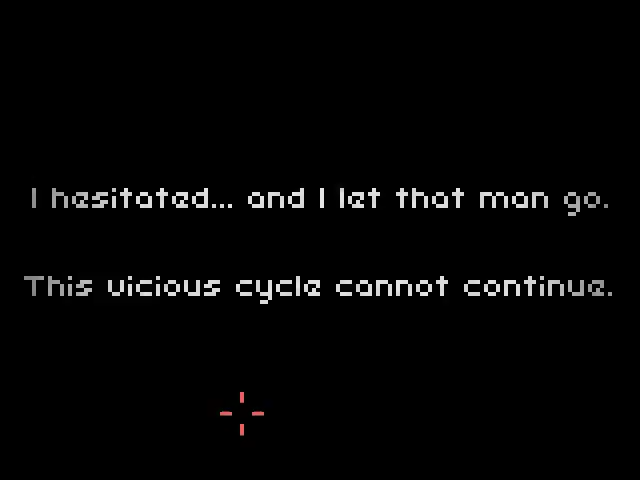 I hesitated... and I let that man go.
This vicious cycle cannot continue.